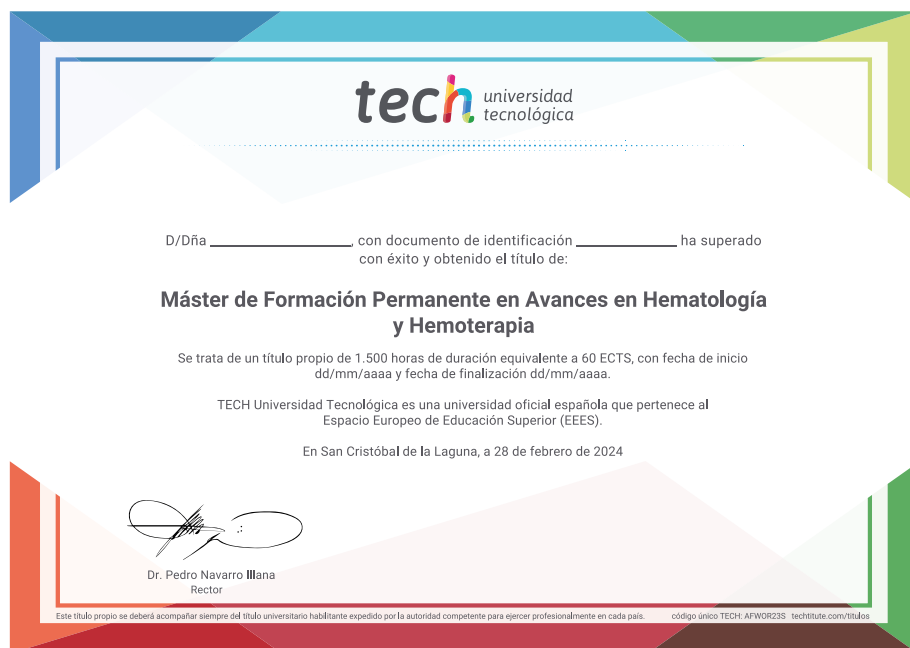 tech universidad
tecnológica
D/Dña ______________, con documento de identificación __________ ha superado
con éxito y obtenido el título de:
Máster de Formación Permanente en Avances en Hematología
y Hemoterapia
Se trata de un título propio de 1.500 horas de duración equivalente a 60 ECTS, con fecha de inicio
dd/mm/aaaa y fecha de finalización dd/mm/aaaa.
TECH Universidad Tecnológica es una universidad oficial española que pertenece al
Espacio Europeo de Educación Superior (EEES).
En San Cristóbal de la Laguna, a 28 de febrero de 2024
Dr. Pedro Navarro Illana
Rector
Este título propio se deberá acompañar siempre del título universitario habilitante expedido por la autoridad competente para ejercer profesionalmente en cada país. código único TECH: AFWOR23S techtitute.com/titulos